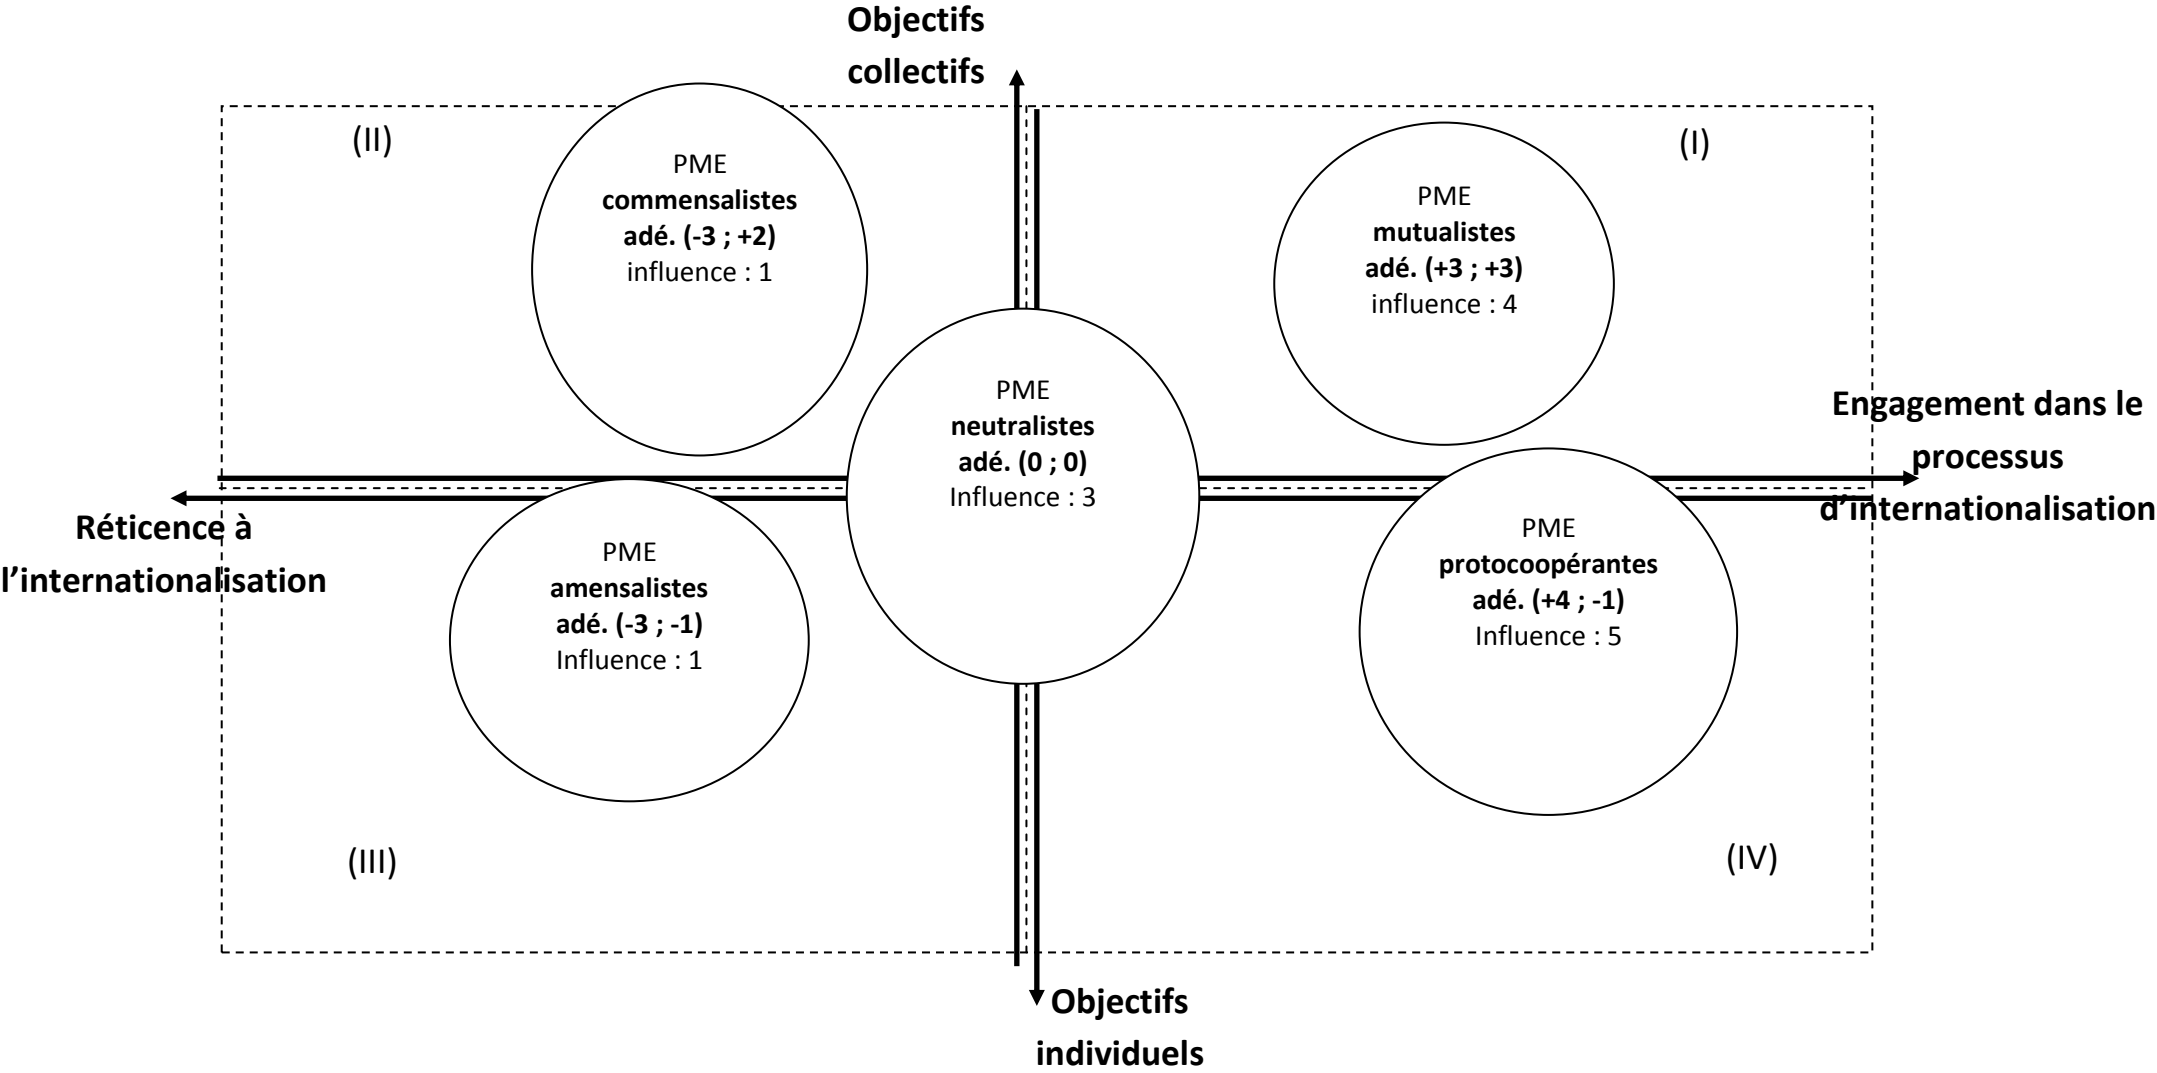 Objectifs
collectifs
(II)
(I)
PME
commensalistes
adé. (-3 ; +2)
influence : 1
PME
mutualistes
adé. (+3 ; +3)
influence : 4
PME
neutralistes
adé. (0 ; 0)
Influence : 3
Engagement dans le
processus
d’internationalisation
Réticence à
l’internationalisation
PME
amensalistes
adé. (-3 ; -1)
Influence : 1
PME
protocoopérantes
adé. (+4 ; -1)
Influence : 5
(III)
(IV)
Objectifs
individuels